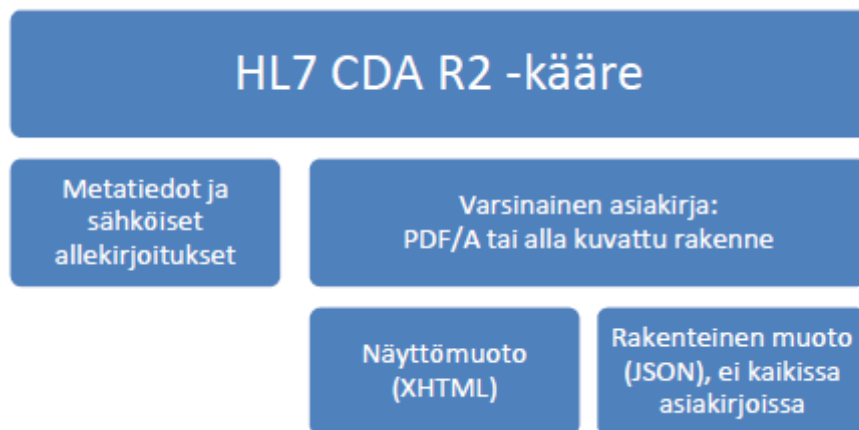 HL7 CDA R2 -kääre
Metatiedot ja
sähköiset
allekirjoitukset
Varsinainen asiakirja:
PDF/A tai alla kuvattu rakenne
Näyttömuoto
(XHTML)
Rakenteinen muoto
(JSON), ei kaikissa
asiakirjoissa